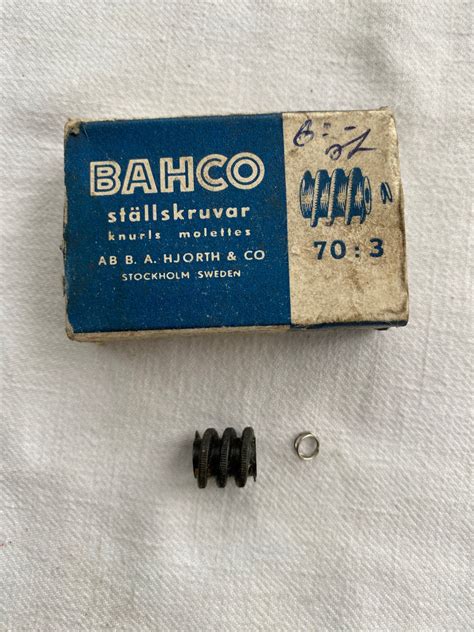 BAHCO
ställskruvar
knurls molettes
AB B. A. HJORTH & CO
STOCKHOLM SWEDEN
70:3